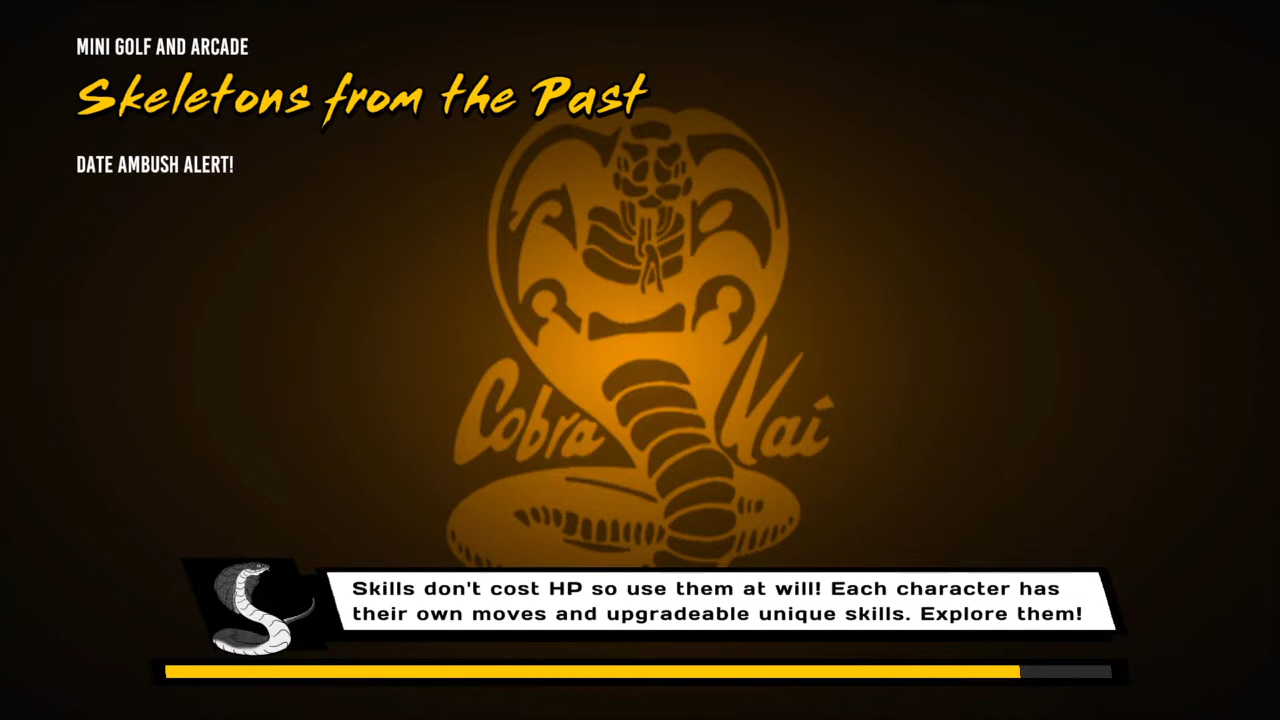 MINI GOLF AND ARCADE
Skeletons from the Past
DATE AMBUSH ALERT!
Cobra Kai
Skills don't cost HP so use them at will! Each character has
their own moves and upgradeable unique skills. Explore them!